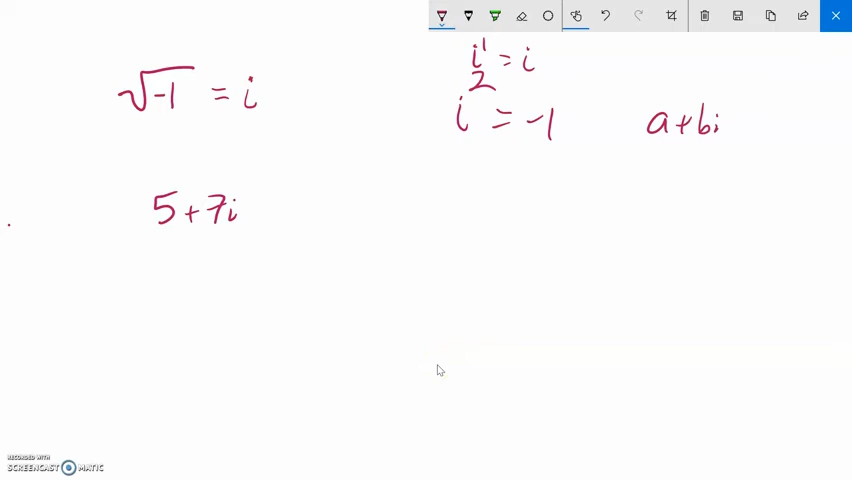 √-1 = i
i¹ = i
i² = -1
a+bi
5+7i
RECORDED WITH
SCREENCAST MATIC